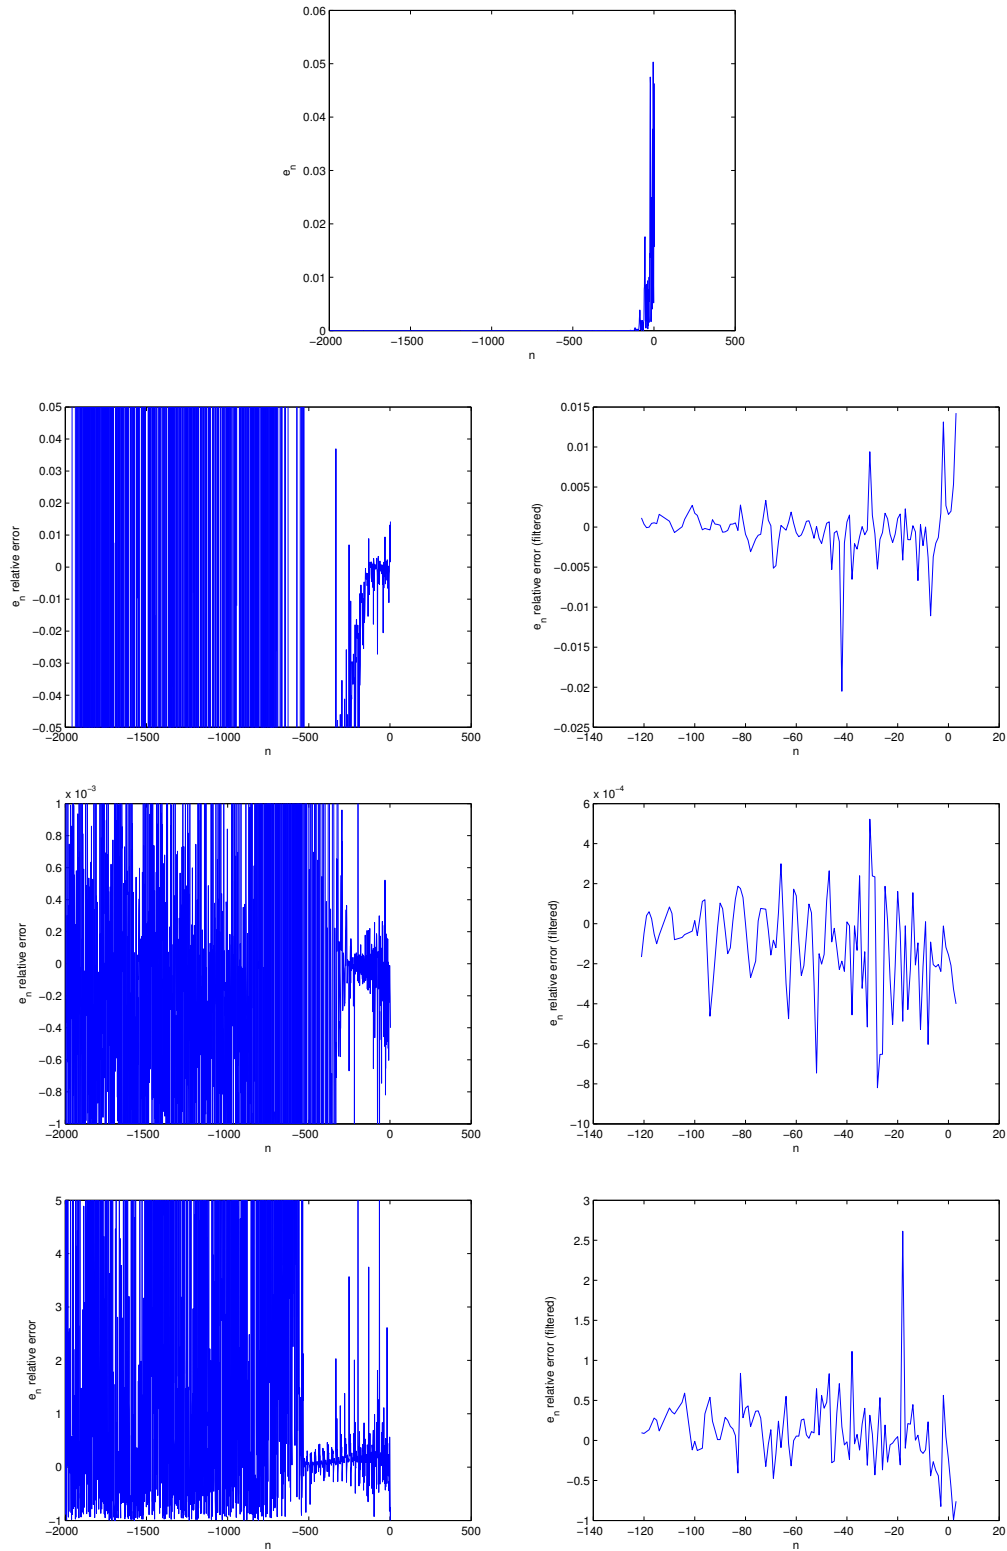 0.06
0.05
0.04
0.03
0.02
0.01
0
e_n
−2000 −1500 −1000 −500 0 500
n
0.05
0.04
0.03
0.02
0.01
0
−0.01
−0.02
−0.03
−0.04
−0.05
e_n relative error
−2000 −1500 −1000 −500 0 500
n
0.015
0.01
0.005
0
−0.005
−0.01
−0.015
−0.02
−0.025
e_n relative error (filtered)
−140 −120 −100 −80 −60 −40 −20 0 20
n
x 10^−3
1
0.8
0.6
0.4
0.2
0
−0.2
−0.4
−0.6
−0.8
−1
e_n relative error
−2000 −1500 −1000 −500 0 500
n
x 10^−4
6
4
2
0
−2
−4
−6
−8
−10
e_n relative error (filtered)
−140 −120 −100 −80 −60 −40 −20 0 20
n
5
4
3
2
1
0
−1
e_n relative error
−2000 −1500 −1000 −500 0 500
n
3
2.5
2
1.5
1
0.5
0
−0.5
−1
e_n relative error (filtered)
−140 −120 −100 −80 −60 −40 −20 0 20
n